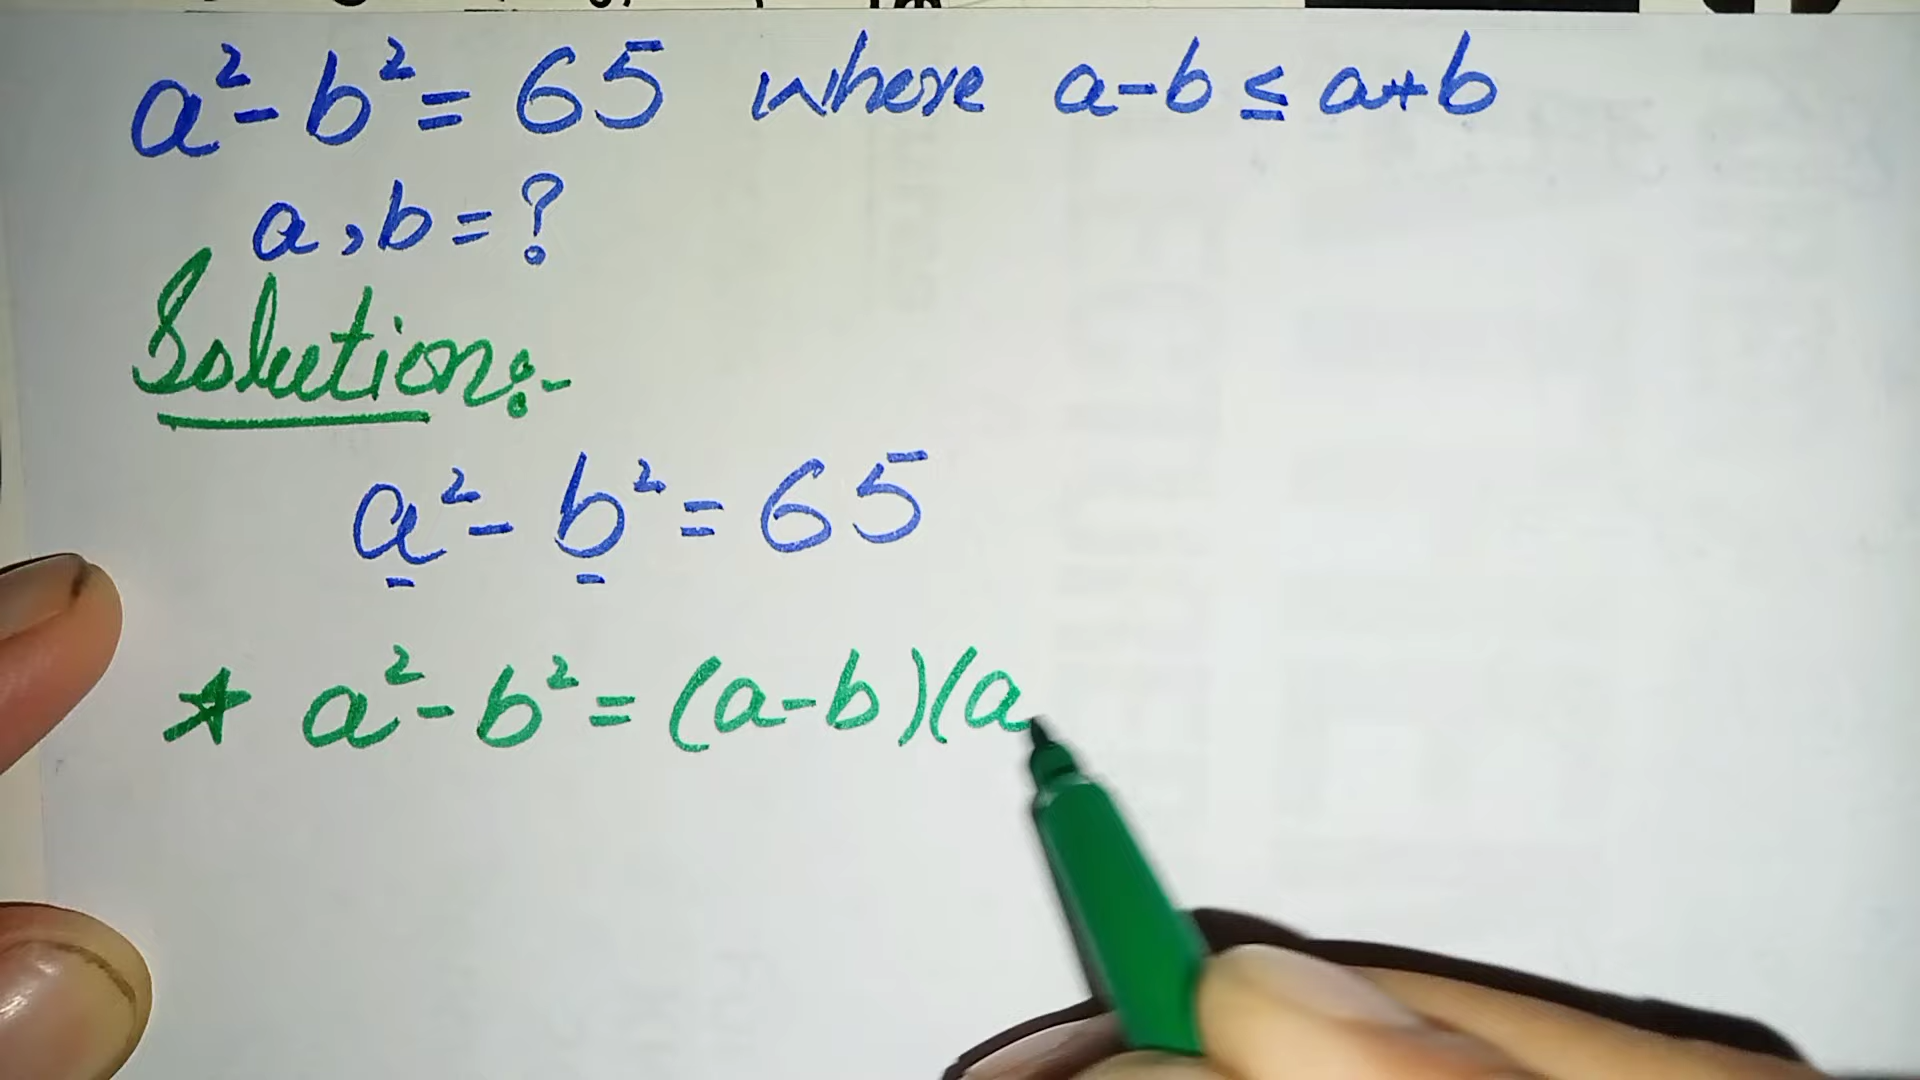 a² - b² = 65 where a-b ≤ a+b
a, b = ?
Solution:-
a² - b² = 65
* a² - b² = (a-b)(a